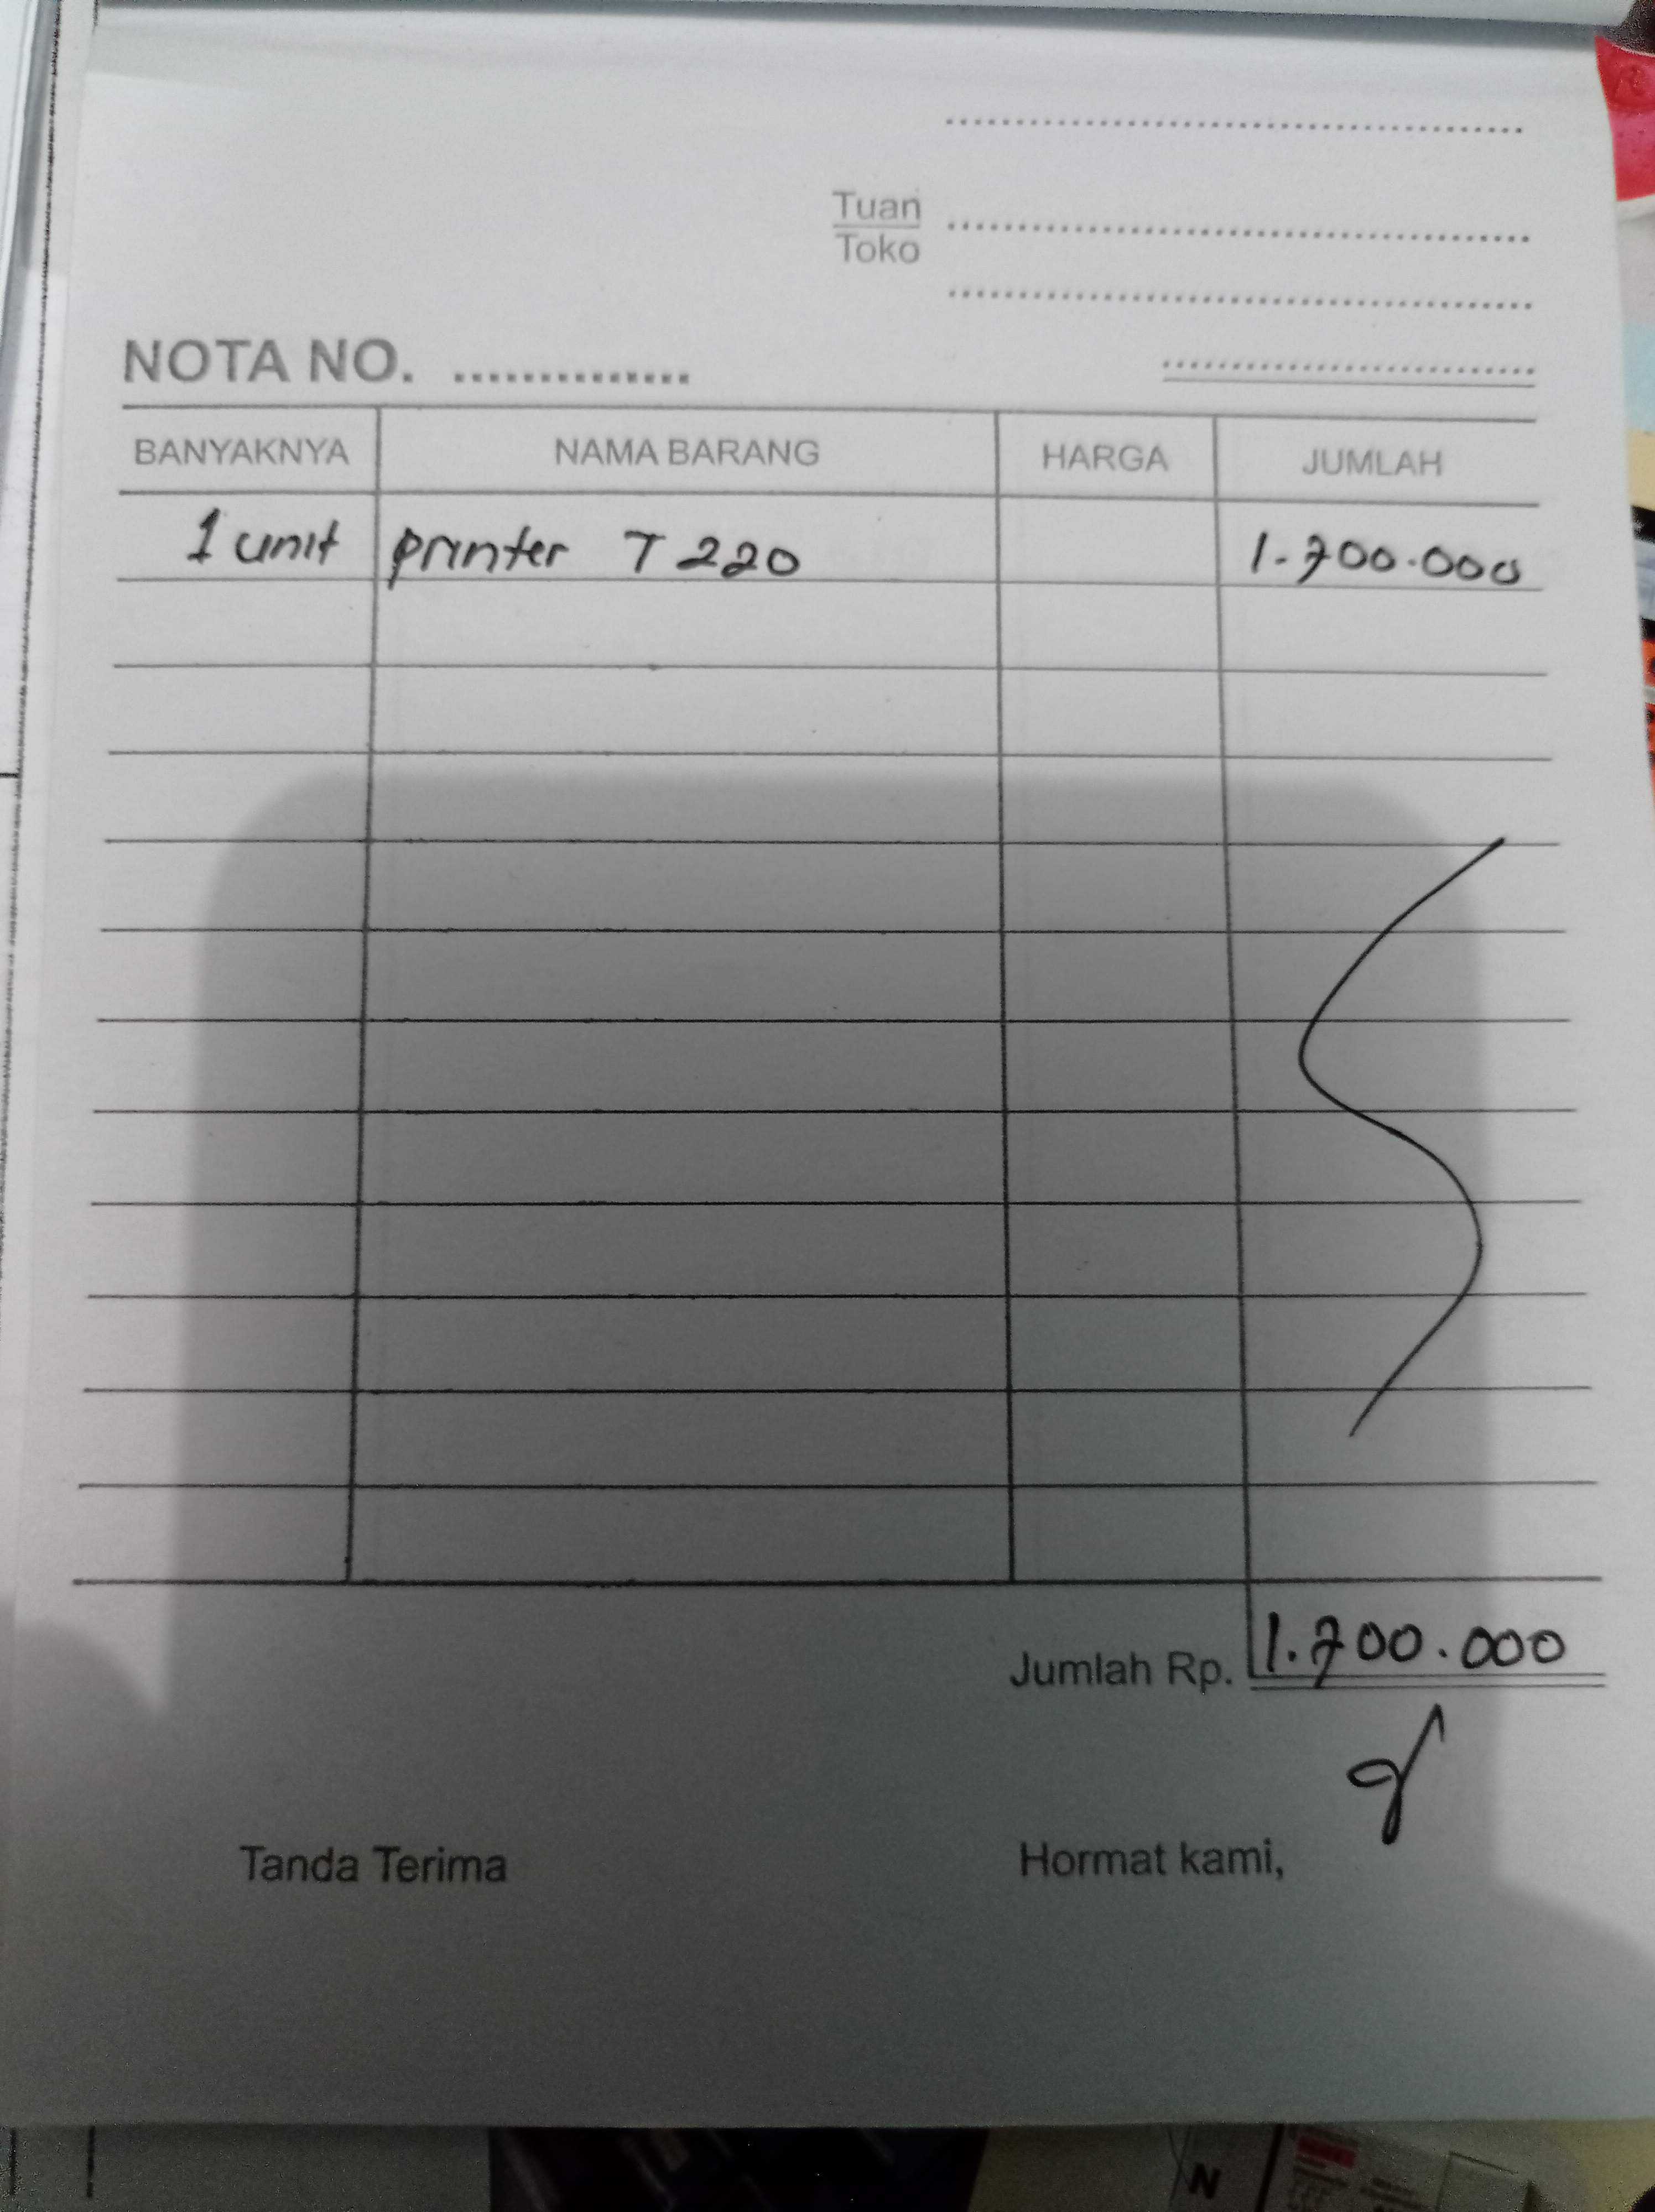 Tuan
Toko
NOTA NO. ..............
BANYAKNYA NAMA BARANG HARGA JUMLAH
1 unit printer T 220 1.700.000
Jumlah Rp. 1.700.000
Tanda Terima Hormat kami,